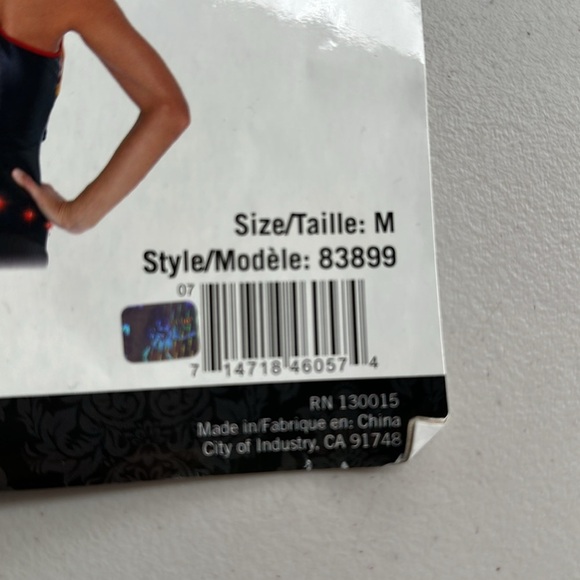 Size/Taille: M
Style/Modèle: 83899
07
7 14718 46057 4
RN 130015
Made in/Fabrique en: China
City of Industry, CA 91748